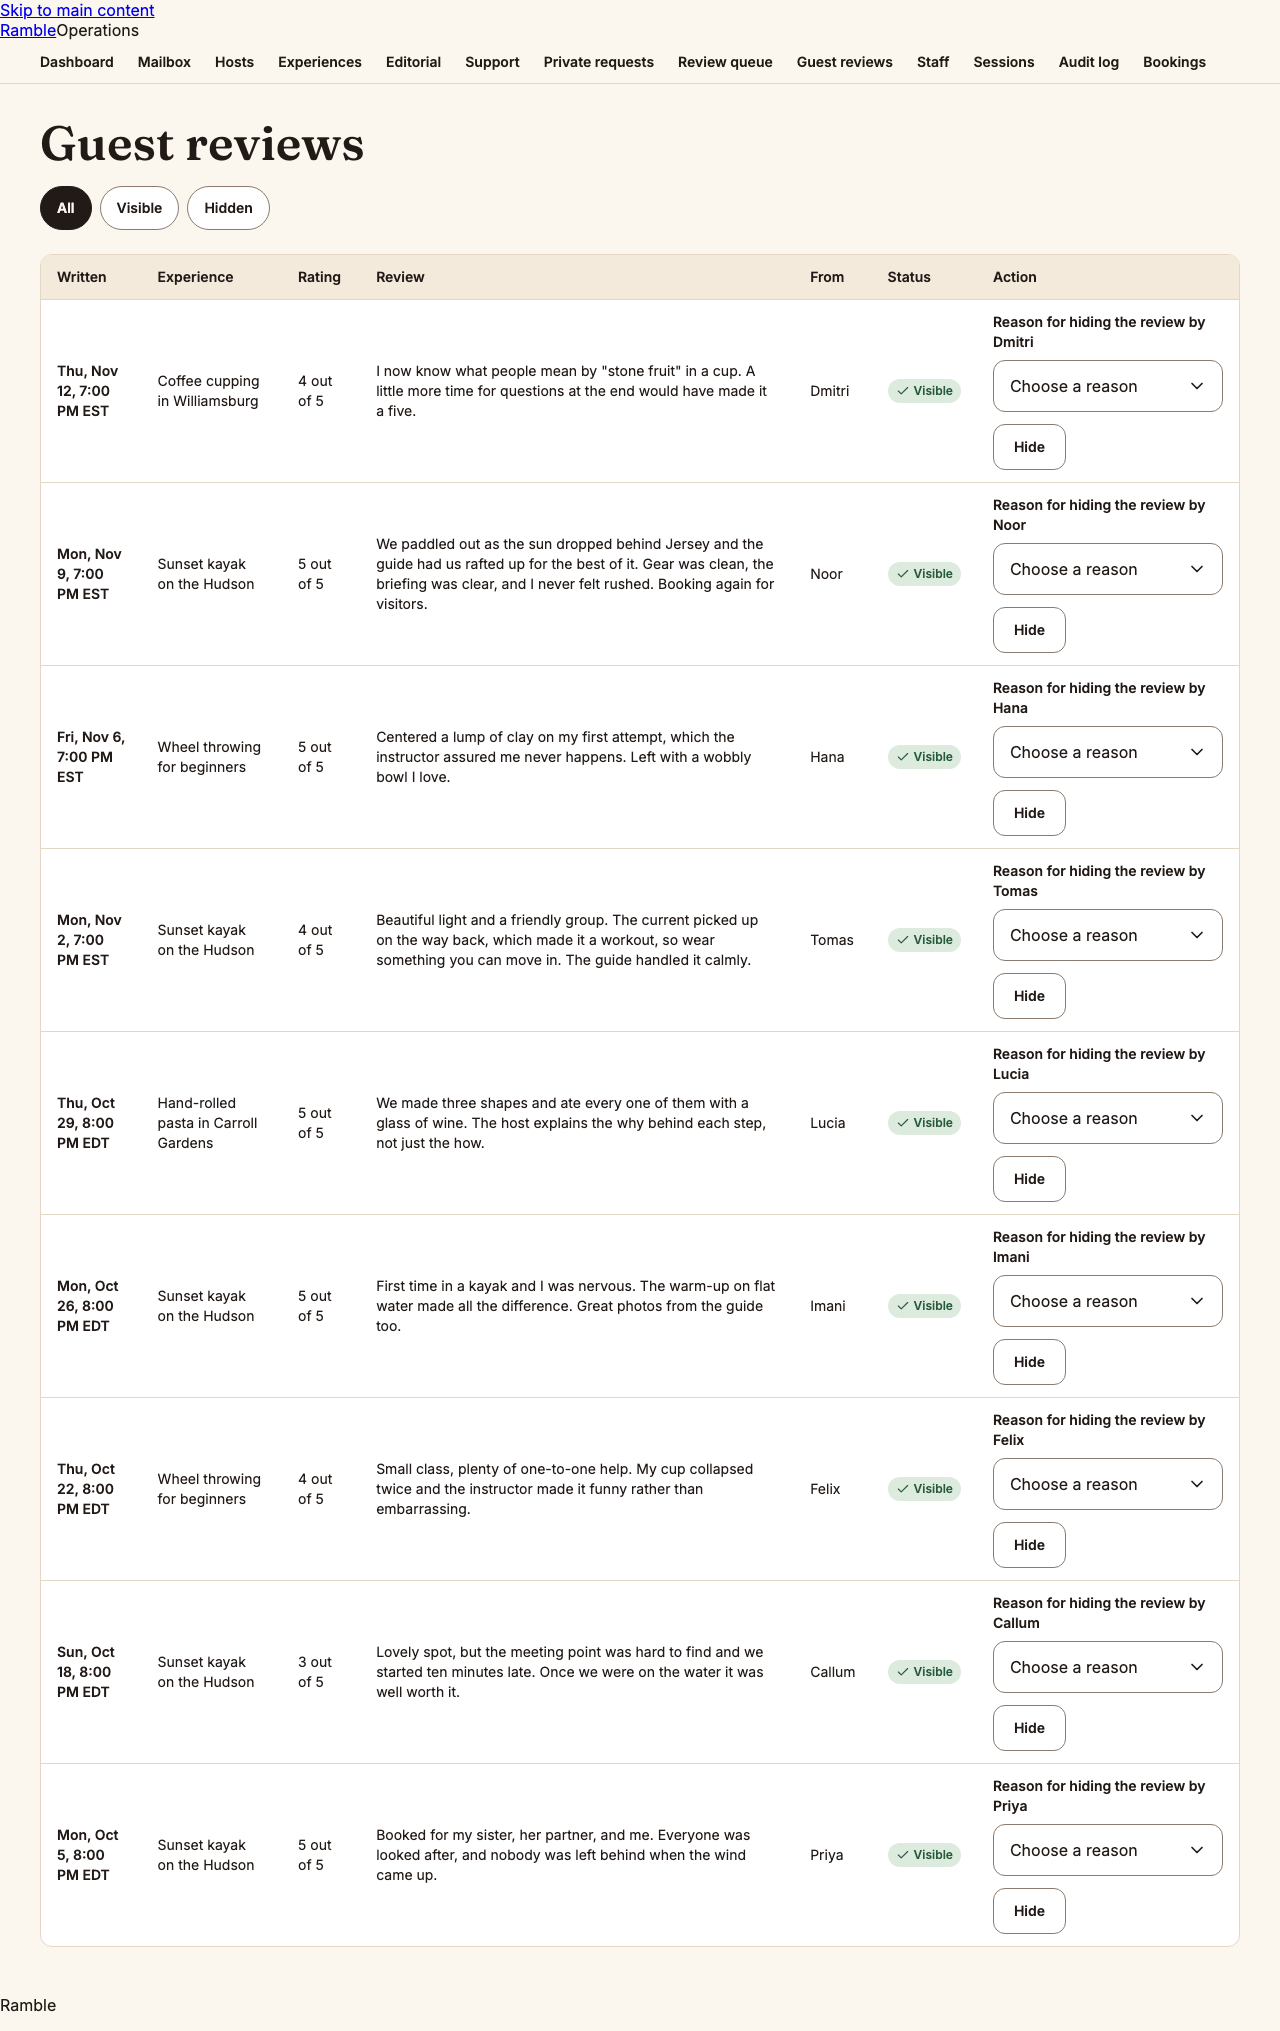 Skip to main content
RambleOperations
Dashboard Mailbox Hosts Experiences Editorial Support Private requests Review queue Guest reviews Staff Sessions Audit log Bookings
Guest reviews
All Visible Hidden
Written Experience Rating Review From Status Action
Thu, Nov
12, 7:00
PM EST
Coffee cupping
in Williamsburg
4 out
of 5
I now know what people mean by "stone fruit" in a cup. A
little more time for questions at the end would have made it
a five.
Dmitri
Visible
Reason for hiding the review by
Dmitri
Choose a reason
Hide
Mon, Nov
9, 7:00
PM EST
Sunset kayak
on the Hudson
5 out
of 5
We paddled out as the sun dropped behind Jersey and the
guide had us rafted up for the best of it. Gear was clean, the
briefing was clear, and I never felt rushed. Booking again for
visitors.
Noor
Visible
Reason for hiding the review by
Noor
Choose a reason
Hide
Fri, Nov 6,
7:00 PM
EST
Wheel throwing
for beginners
5 out
of 5
Centered a lump of clay on my first attempt, which the
instructor assured me never happens. Left with a wobbly
bowl I love.
Hana
Visible
Reason for hiding the review by
Hana
Choose a reason
Hide
Mon, Nov
2, 7:00
PM EST
Sunset kayak
on the Hudson
4 out
of 5
Beautiful light and a friendly group. The current picked up
on the way back, which made it a workout, so wear
something you can move in. The guide handled it calmly.
Tomas
Visible
Reason for hiding the review by
Tomas
Choose a reason
Hide
Thu, Oct
29, 8:00
PM EDT
Hand-rolled
pasta in Carroll
Gardens
5 out
of 5
We made three shapes and ate every one of them with a
glass of wine. The host explains the why behind each step,
not just the how.
Lucia
Visible
Reason for hiding the review by
Lucia
Choose a reason
Hide
Mon, Oct
26, 8:00
PM EDT
Sunset kayak
on the Hudson
5 out
of 5
First time in a kayak and I was nervous. The warm-up on flat
water made all the difference. Great photos from the guide
too.
Imani
Visible
Reason for hiding the review by
Imani
Choose a reason
Hide
Thu, Oct
22, 8:00
PM EDT
Wheel throwing
for beginners
4 out
of 5
Small class, plenty of one-to-one help. My cup collapsed
twice and the instructor made it funny rather than
embarrassing.
Felix
Visible
Reason for hiding the review by
Felix
Choose a reason
Hide
Sun, Oct
18, 8:00
PM EDT
Sunset kayak
on the Hudson
3 out
of 5
Lovely spot, but the meeting point was hard to find and we
started ten minutes late. Once we were on the water it was
well worth it.
Callum
Visible
Reason for hiding the review by
Callum
Choose a reason
Hide
Mon, Oct
5, 8:00
PM EDT
Sunset kayak
on the Hudson
5 out
of 5
Booked for my sister, her partner, and me. Everyone was
looked after, and nobody was left behind when the wind
came up.
Priya
Visible
Reason for hiding the review by
Priya
Choose a reason
Hide
Ramble